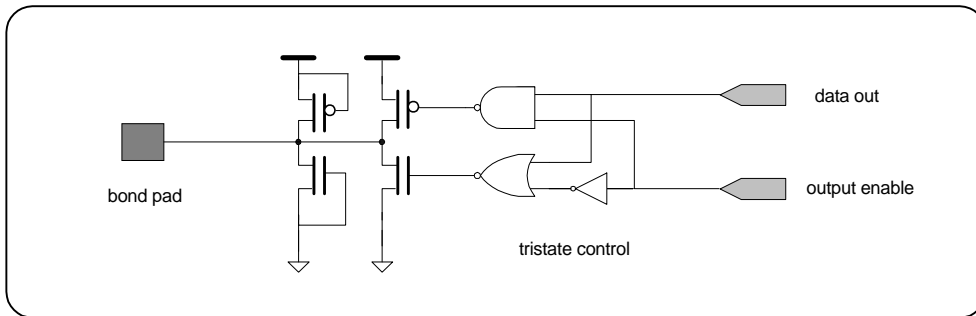 data out
bond pad
output enable
tristate control